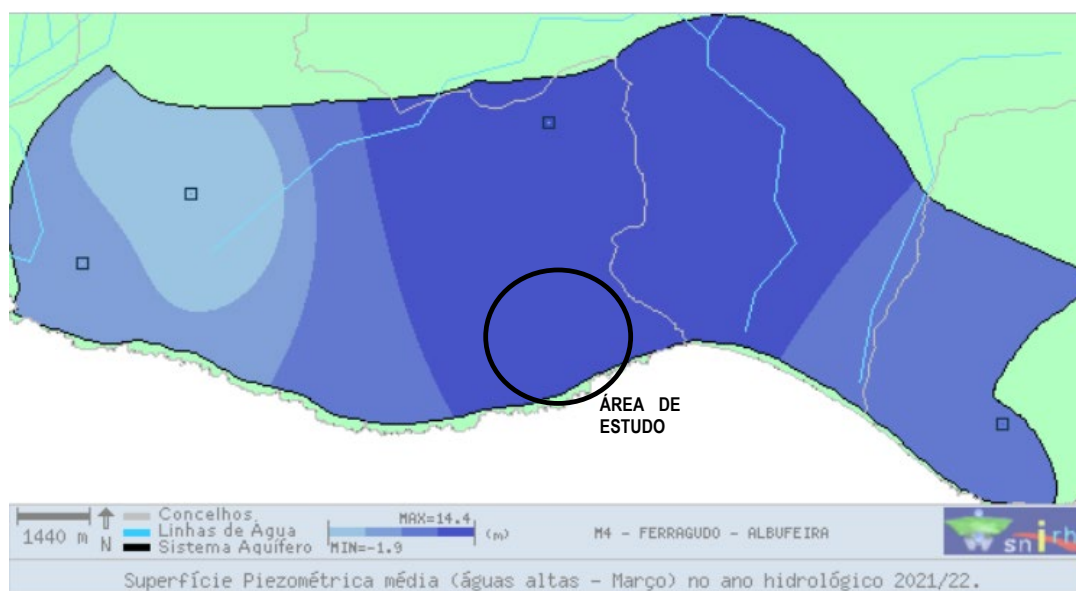 ÁREA DE
ESTUDO
1440 m
N
Concelhos
Linhas de Água
Sistema Aquífero
MAX=14.4
(m)
MIN=-1.9
M4 - FERRAGUDO - ALBUFEIRA
snirh
Superfície Piezométrica média (águas altas - Março) no ano hidrológico 2021/22.